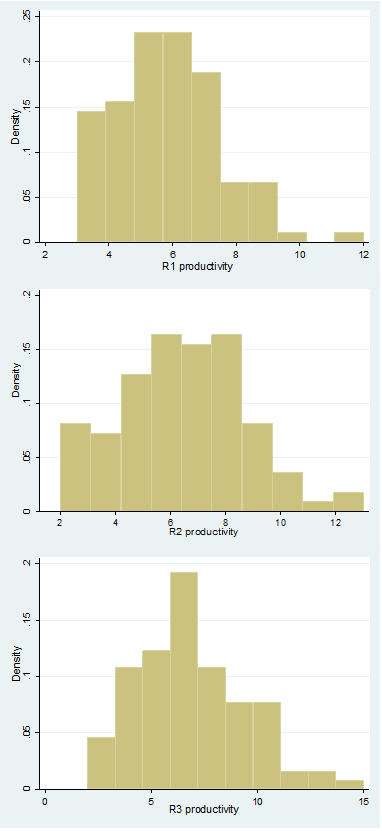 .25
.2
.15
.1
.05
0
Density
2 4 6 8 10 12
R1 productivity
.2
.15
.1
.05
0
Density
2 4 6 8 10 12
R2 productivity
.2
.15
.1
.05
0
Density
0 5 10 15
R3 productivity